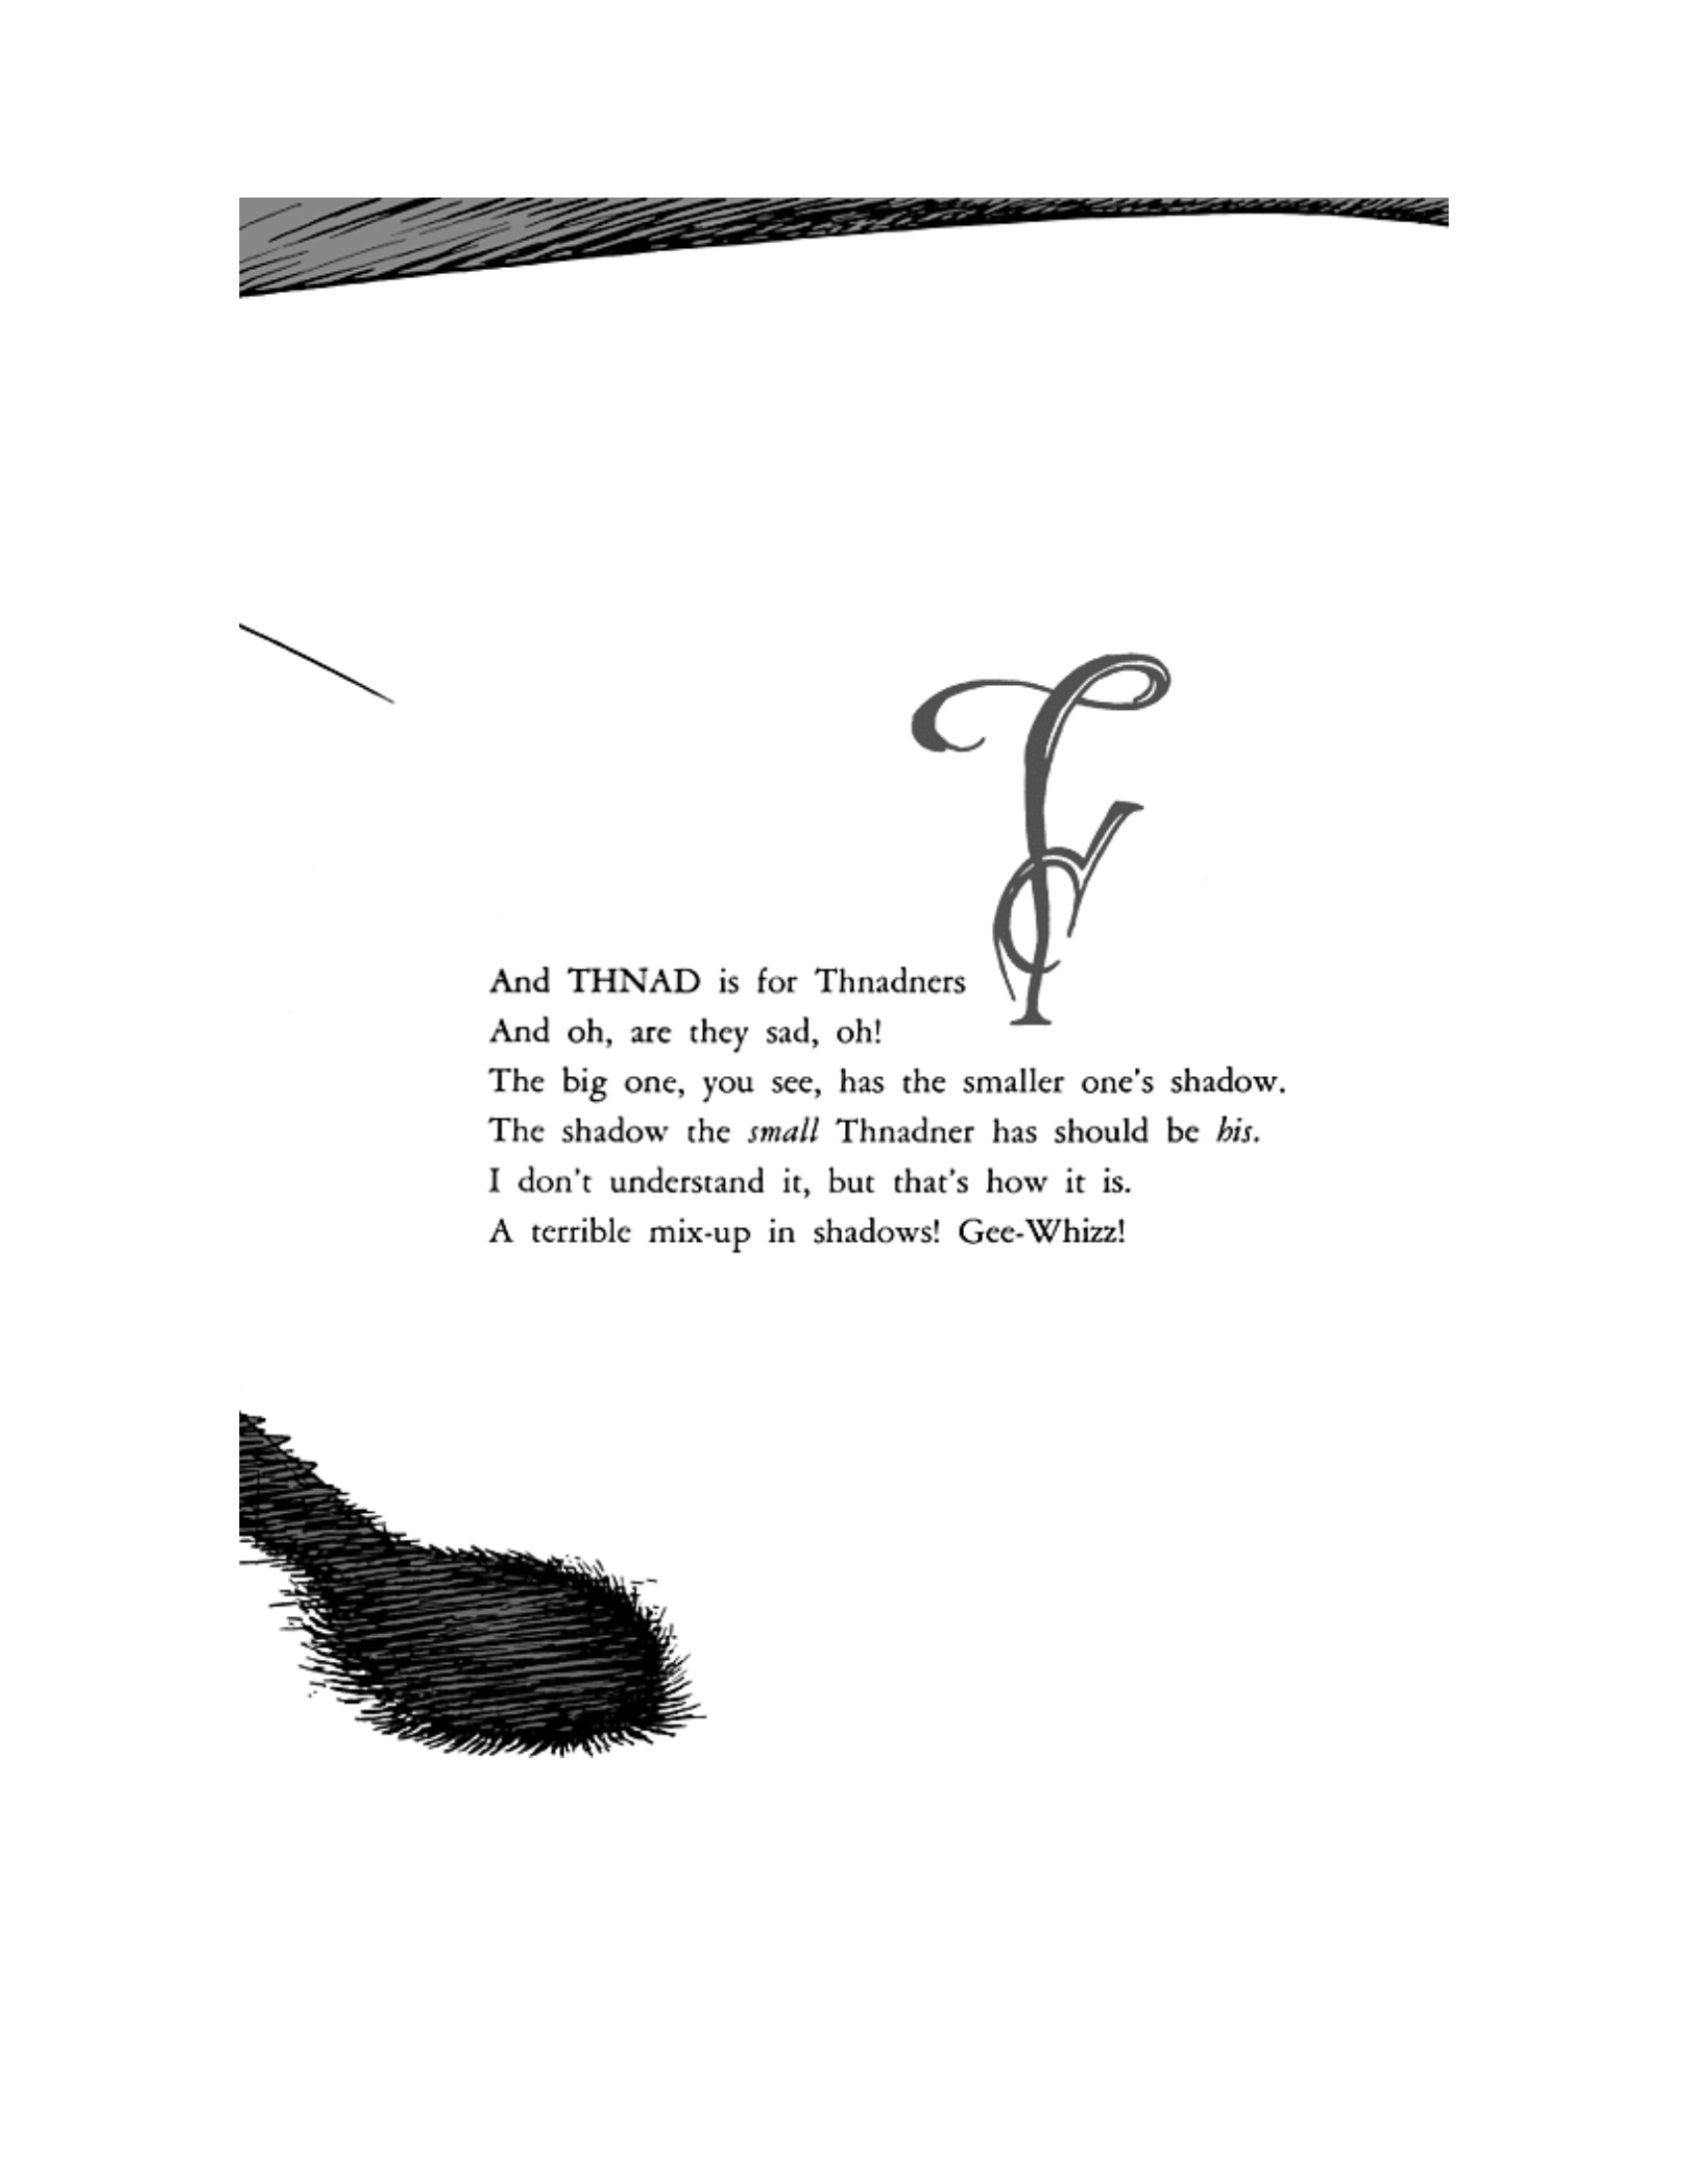 And THNAD is for Thnadners
And oh, are they sad, oh!
The big one, you see, has the smaller one's shadow.
The shadow the small Thnadner has should be his.
I don't understand it, but that's how it is.
A terrible mix-up in shadows! Gee-Whizz!